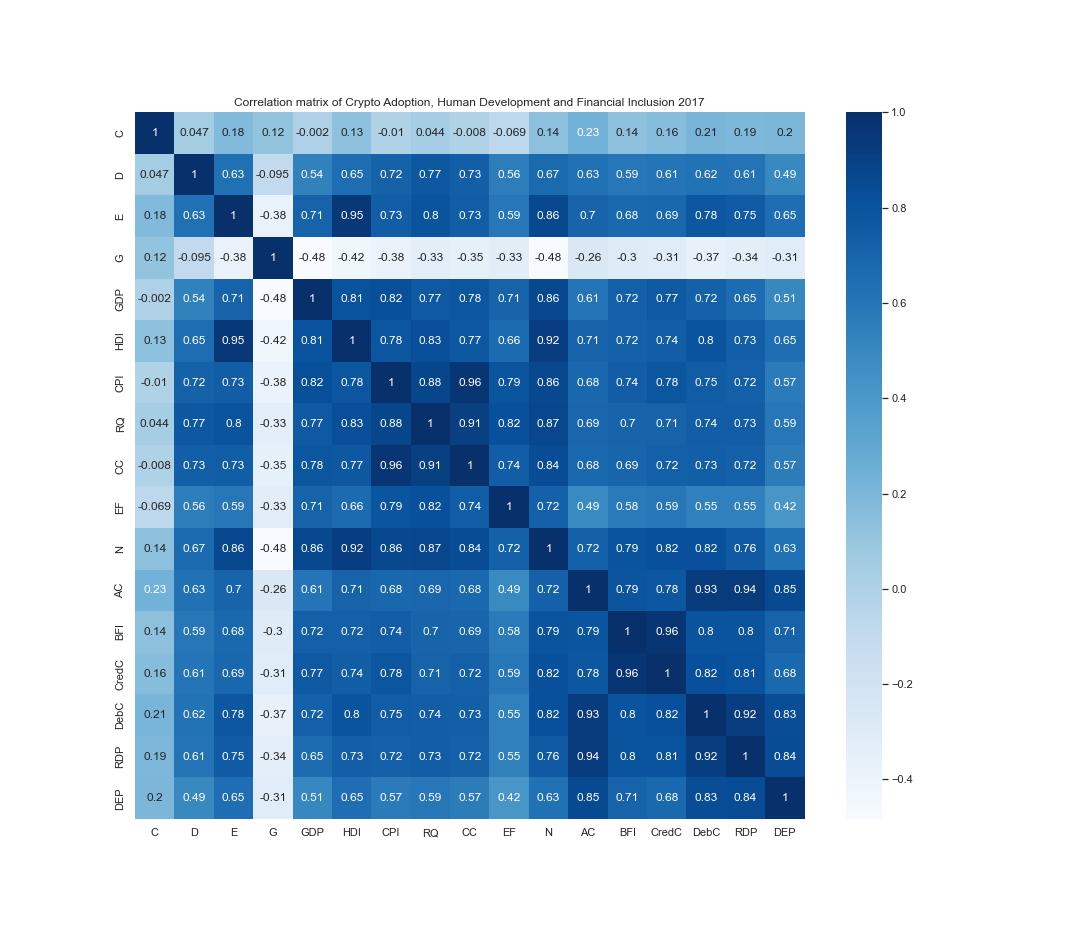 Correlation matrix of Crypto Adoption, Human Development and Financial Inclusion 2017
C 1 0.047 0.18 0.12 -0.002 0.13 -0.01 0.044 -0.008 -0.069 0.14 0.23 0.14 0.16 0.21 0.19 0.2
D 0.047 1 0.63 -0.095 0.54 0.65 0.72 0.77 0.73 0.56 0.67 0.63 0.59 0.61 0.62 0.61 0.49
E 0.18 0.63 1 -0.38 0.71 0.95 0.73 0.8 0.73 0.59 0.86 0.7 0.68 0.69 0.78 0.75 0.65
G 0.12 -0.095 -0.38 1 -0.48 -0.42 -0.38 -0.33 -0.35 -0.33 -0.48 -0.26 -0.3 -0.31 -0.37 -0.34 -0.31
GDP -0.002 0.54 0.71 -0.48 1 0.81 0.82 0.77 0.78 0.71 0.86 0.61 0.72 0.77 0.72 0.65 0.51
HDI 0.13 0.65 0.95 -0.42 0.81 1 0.78 0.83 0.77 0.66 0.92 0.71 0.72 0.74 0.8 0.73 0.65
CPI -0.01 0.72 0.73 -0.38 0.82 0.78 1 0.88 0.96 0.79 0.86 0.68 0.74 0.78 0.75 0.72 0.57
RQ 0.044 0.77 0.8 -0.33 0.77 0.83 0.88 1 0.91 0.82 0.87 0.69 0.7 0.71 0.74 0.73 0.59
CC -0.008 0.73 0.73 -0.35 0.78 0.77 0.96 0.91 1 0.74 0.84 0.68 0.69 0.72 0.73 0.72 0.57
EF -0.069 0.56 0.59 -0.33 0.71 0.66 0.79 0.82 0.74 1 0.72 0.49 0.58 0.59 0.55 0.55 0.42
N 0.14 0.67 0.86 -0.48 0.86 0.92 0.86 0.87 0.84 0.72 1 0.72 0.79 0.82 0.82 0.76 0.63
AC 0.23 0.63 0.7 -0.26 0.61 0.71 0.68 0.69 0.68 0.49 0.72 1 0.79 0.78 0.93 0.94 0.85
BFI 0.14 0.59 0.68 -0.3 0.72 0.72 0.74 0.7 0.69 0.58 0.79 0.79 1 0.96 0.8 0.8 0.71
CredC 0.16 0.61 0.69 -0.31 0.77 0.74 0.78 0.71 0.72 0.59 0.82 0.78 0.96 1 0.82 0.81 0.68
DebC 0.21 0.62 0.78 -0.37 0.72 0.8 0.75 0.74 0.73 0.55 0.82 0.93 0.8 0.82 1 0.92 0.83
RDP 0.19 0.61 0.75 -0.34 0.65 0.73 0.72 0.73 0.72 0.55 0.76 0.94 0.8 0.81 0.92 1 0.84
DEP 0.2 0.49 0.65 -0.31 0.51 0.65 0.57 0.59 0.57 0.42 0.63 0.85 0.71 0.68 0.83 0.84 1
C D E G GDP HDI CPI RQ CC EF N AC BFI CredC DebC RDP DEP
1.0
0.8
0.6
0.4
0.2
0.0
−0.2
−0.4